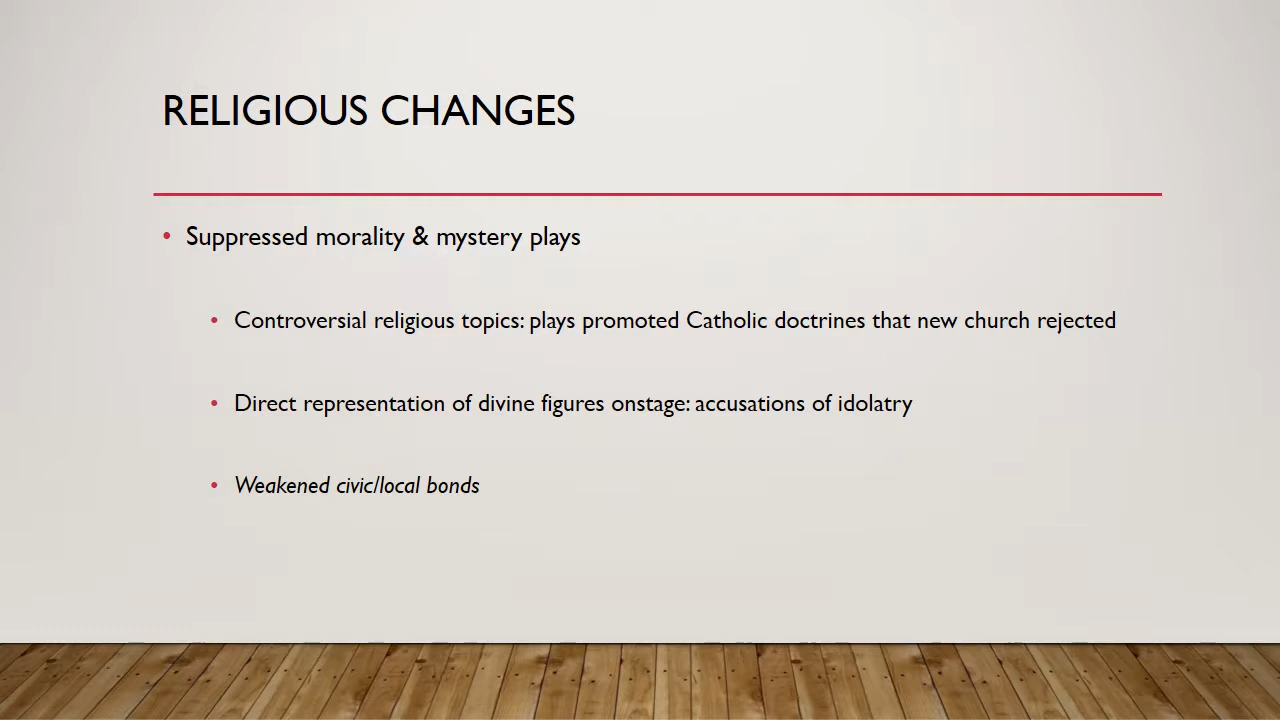 RELIGIOUS CHANGES
• Suppressed morality & mystery plays
• Controversial religious topics: plays promoted Catholic doctrines that new church rejected
• Direct representation of divine figures onstage: accusations of idolatry
• Weakened civic/local bonds